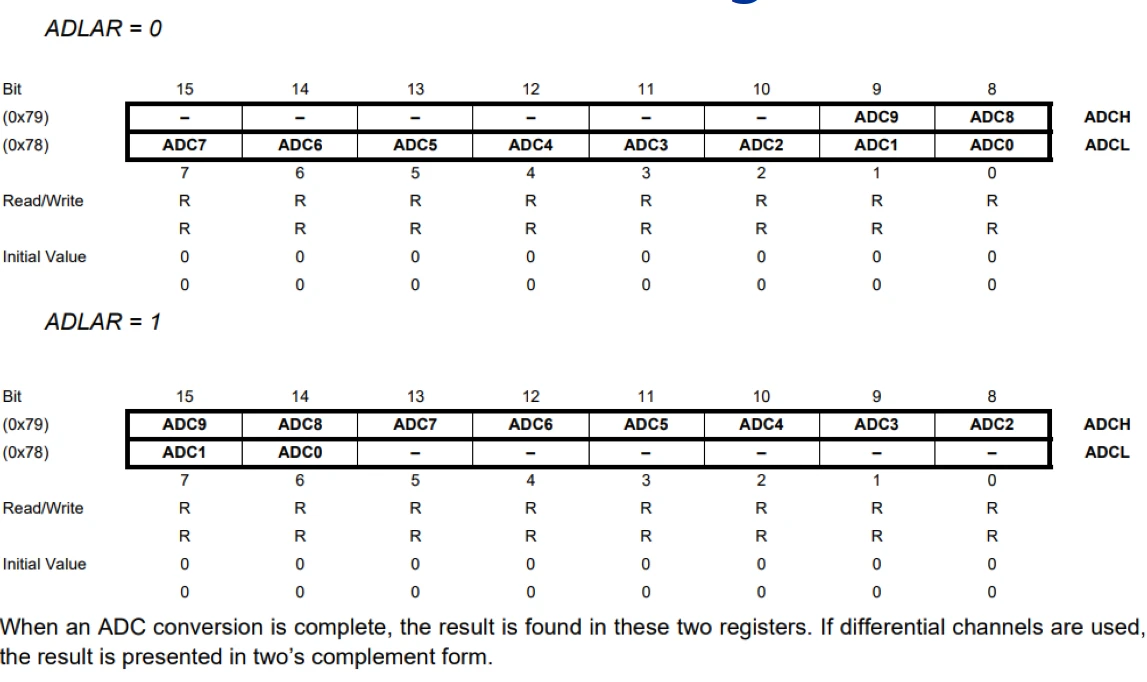 ADLAR = 0
Bit 15 14 13 12 11 10 9 8
(0x79) – – – – – – ADC9 ADC8 ADCH
(0x78) ADC7 ADC6 ADC5 ADC4 ADC3 ADC2 ADC1 ADC0 ADCL
7 6 5 4 3 2 1 0
Read/Write R R R R R R R R
R R R R R R R R
Initial Value 0 0 0 0 0 0 0 0
0 0 0 0 0 0 0 0
ADLAR = 1
Bit 15 14 13 12 11 10 9 8
(0x79) ADC9 ADC8 ADC7 ADC6 ADC5 ADC4 ADC3 ADC2 ADCH
(0x78) ADC1 ADC0 – – – – – – ADCL
7 6 5 4 3 2 1 0
Read/Write R R R R R R R R
R R R R R R R R
Initial Value 0 0 0 0 0 0 0 0
0 0 0 0 0 0 0 0
When an ADC conversion is complete, the result is found in these two registers. If differential channels are used,
the result is presented in two’s complement form.